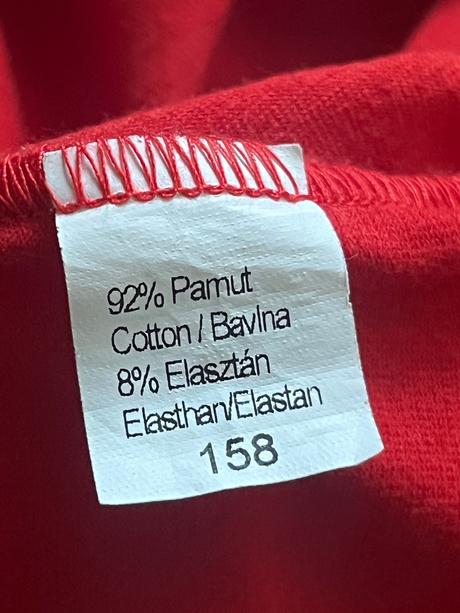 92% Pamut
Cotton / Bavlna
8% Elasztán
Elasthan/Elastan
158